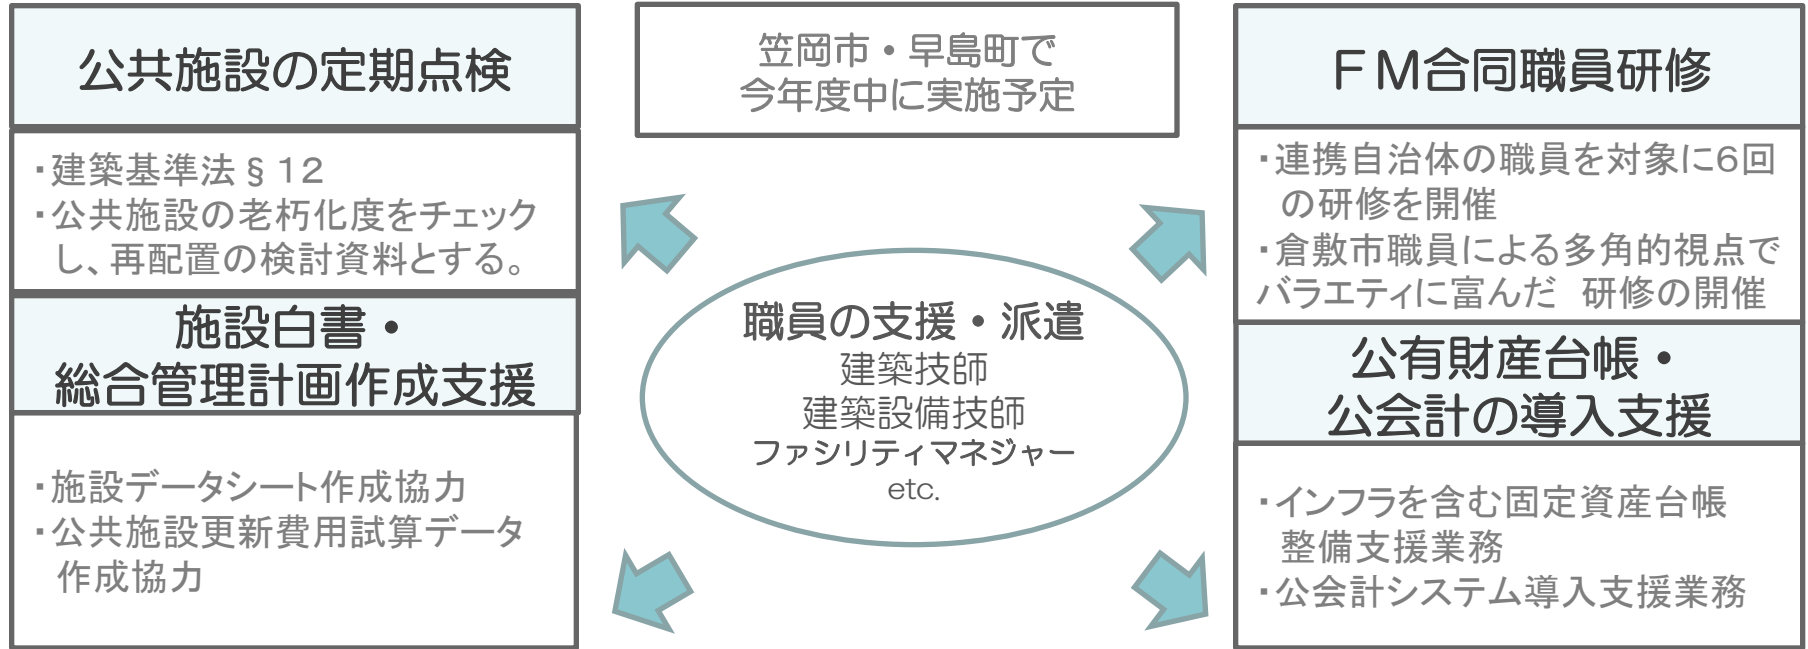 公共施設の定期点検
・建築基準法§１２
・公共施設の老朽化度をチェック
し、再配置の検討資料とする。
施設白書・
総合管理計画作成支援
・施設データシート作成協力
・公共施設更新費用試算データ
作成協力
笠岡市・早島町で
今年度中に実施予定
職員の支援・派遣
建築技師
建築設備技師
ファシリティマネジャー
etc.
ＦＭ合同職員研修
・連携自治体の職員を対象に６回
の研修を開催
・倉敷市職員による多角的視点で
バラエティに富んだ　研修の開催
公有財産台帳・
公会計の導入支援
・インフラを含む固定資産台帳
整備支援業務
・公会計システム導入支援業務